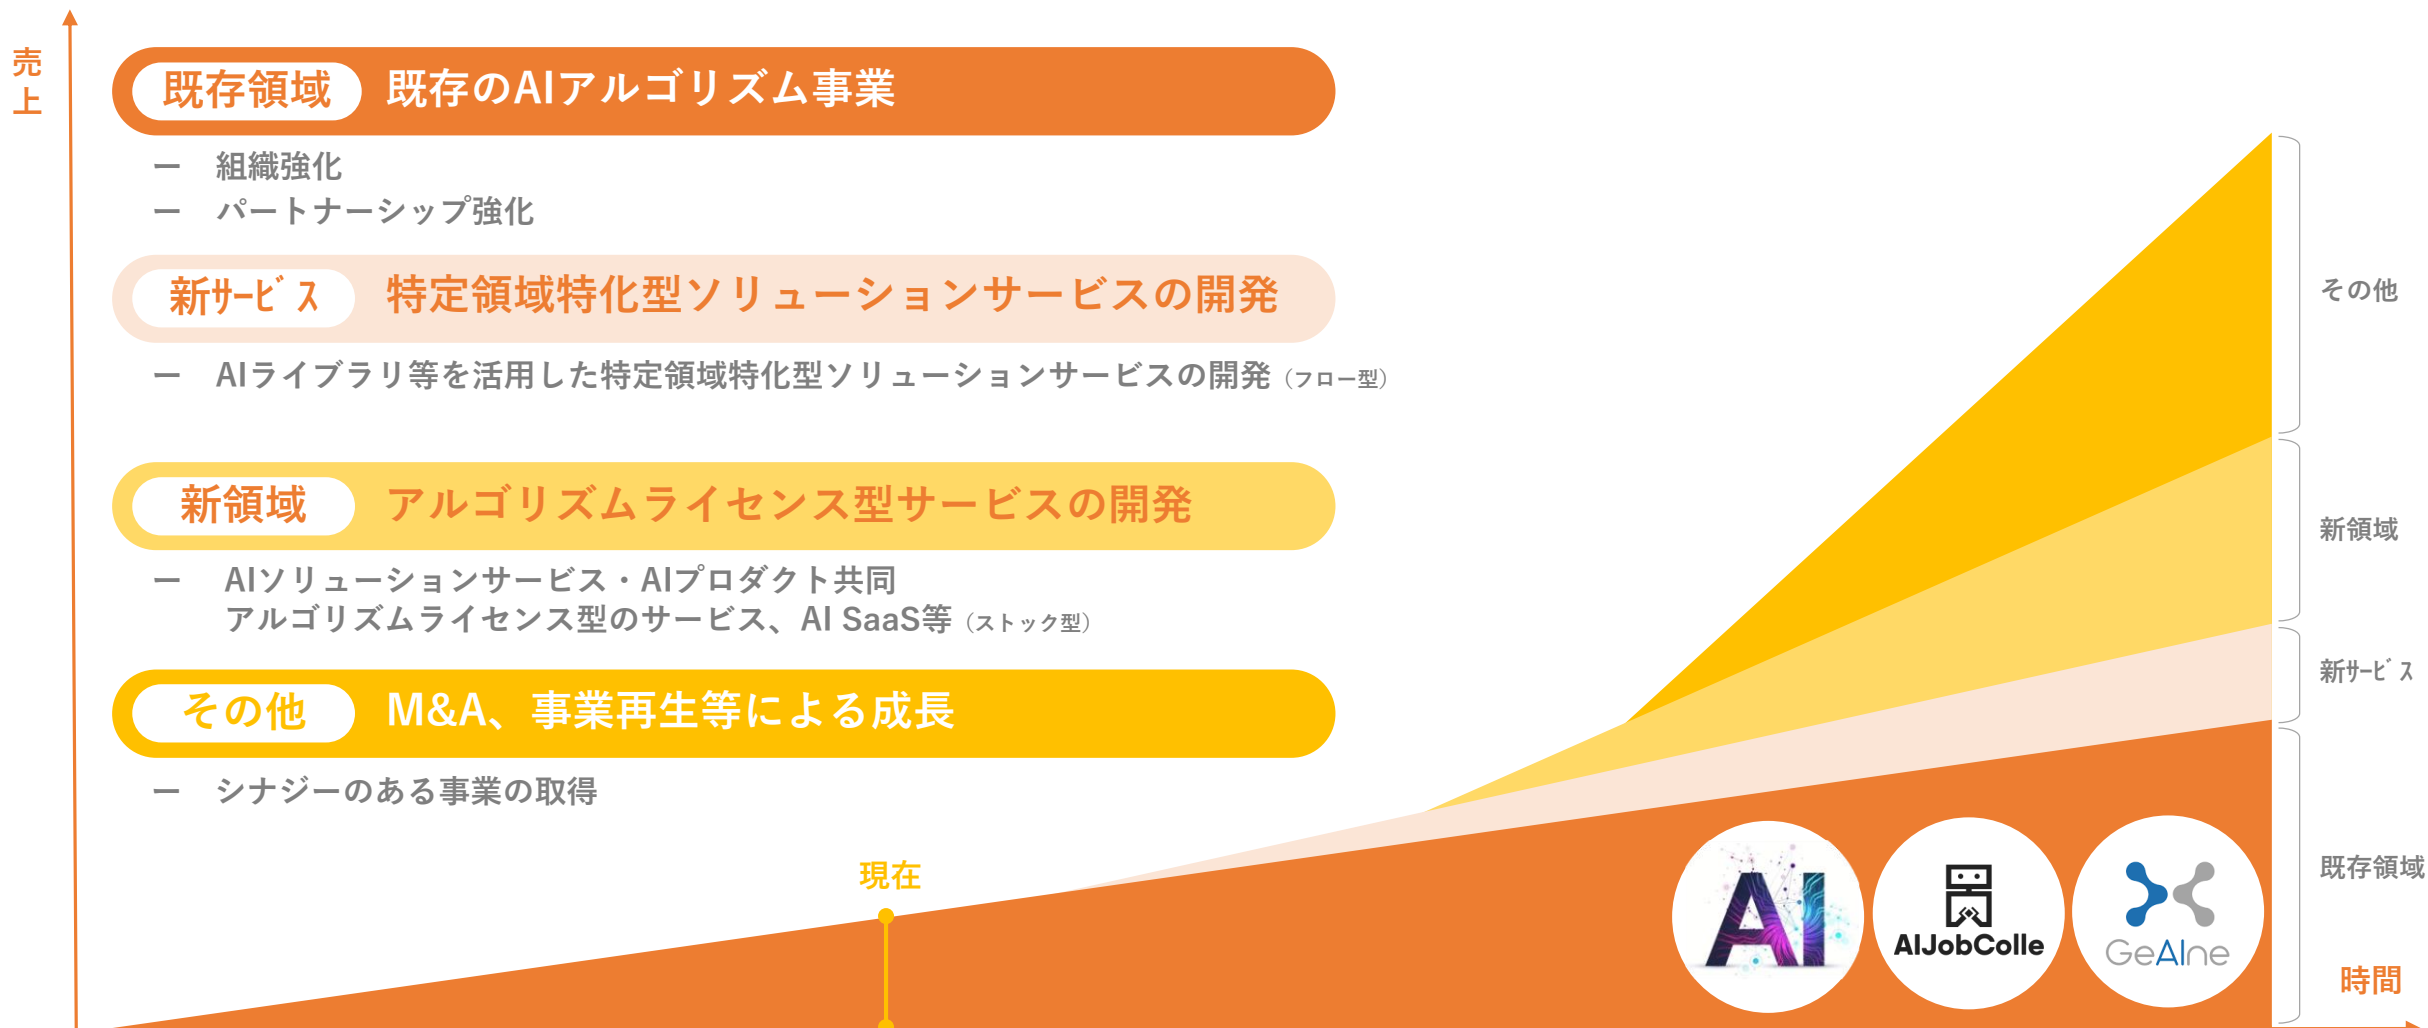 売上
既存領域 既存のAIアルゴリズム事業
ー 組織強化
ー パートナーシップ強化
新ｻｰﾋﾞｽ 特定領域特化型ソリューションサービスの開発
ー AIライブラリ等を活用した特定領域特化型ソリューションサービスの開発（フロー型）
新領域 アルゴリズムライセンス型サービスの開発
ー AIソリューションサービス・AIプロダクト共同
アルゴリズムライセンス型のサービス、AI SaaS等（ストック型）
その他 M&A、事業再生等による成長
ー シナジーのある事業の取得
現在
その他
新領域
新ｻｰﾋﾞｽ
既存領域
AI
AIJobColle
GeAIne
時間